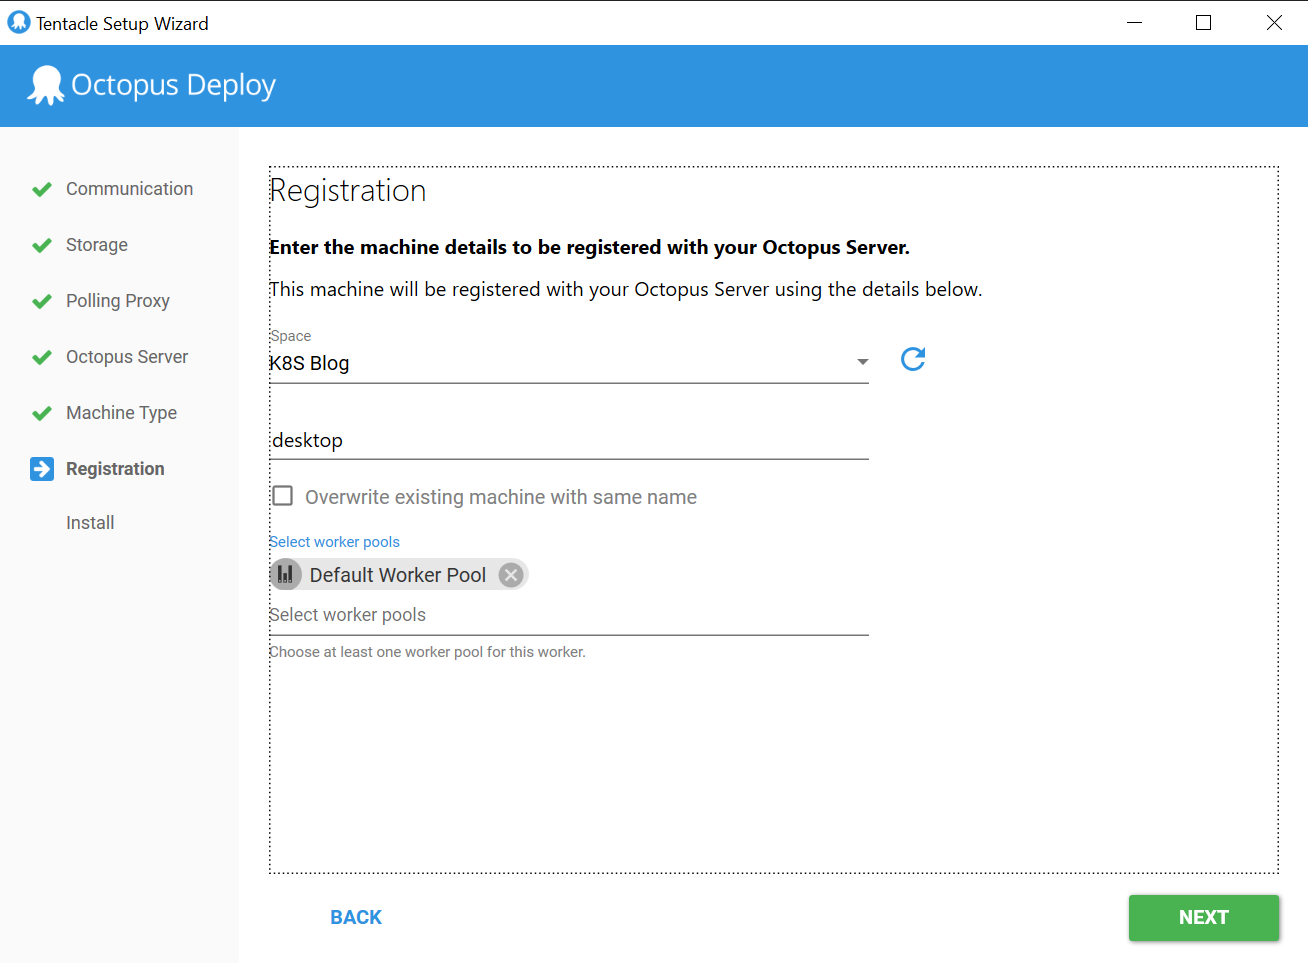 Tentacle Setup Wizard
Octopus Deploy
Communication
Storage
Polling Proxy
Octopus Server
Machine Type
Registration
Install
Registration
Enter the machine details to be registered with your Octopus Server.
This machine will be registered with your Octopus Server using the details below.
Space
K8S Blog
desktop
Overwrite existing machine with same name
Select worker pools
Default Worker Pool
Select worker pools
Choose at least one worker pool for this worker.
BACK
NEXT